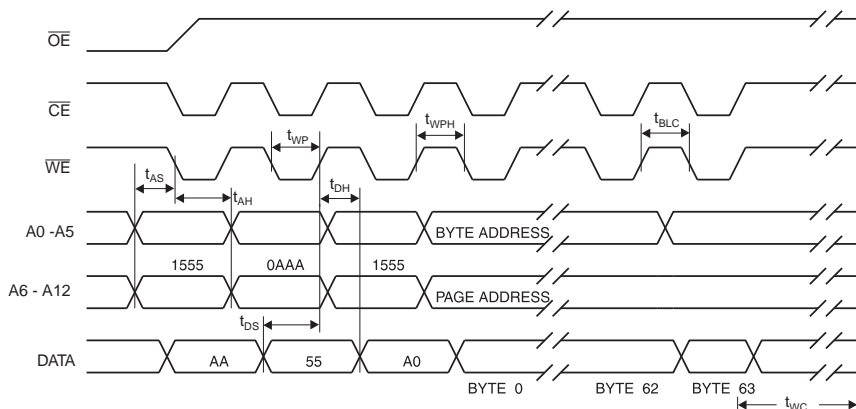 OE
CE
tWP
tWPH
tBLC
WE
tAS
tAH
tDH
A0 -A5
BYTE ADDRESS
1555
0AAA
1555
A6 - A12
PAGE ADDRESS
tDS
DATA
AA
55
A0
BYTE 0
BYTE 62
BYTE 63
tWC